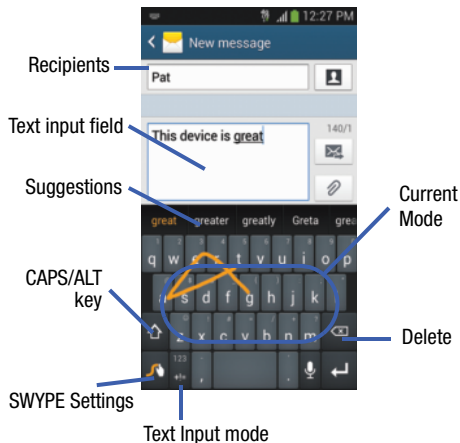 12:27 PM
New message
Recipients
Pat
Text input field
This device is great
140/1
Suggestions
great greater greatly Greta grea
Current
Mode
q w e r t y u i o p
a s d f g h j k
CAPS/ALT
key
z x c v b n m
Delete
123
+!=
, .
SWYPE Settings
Text Input mode